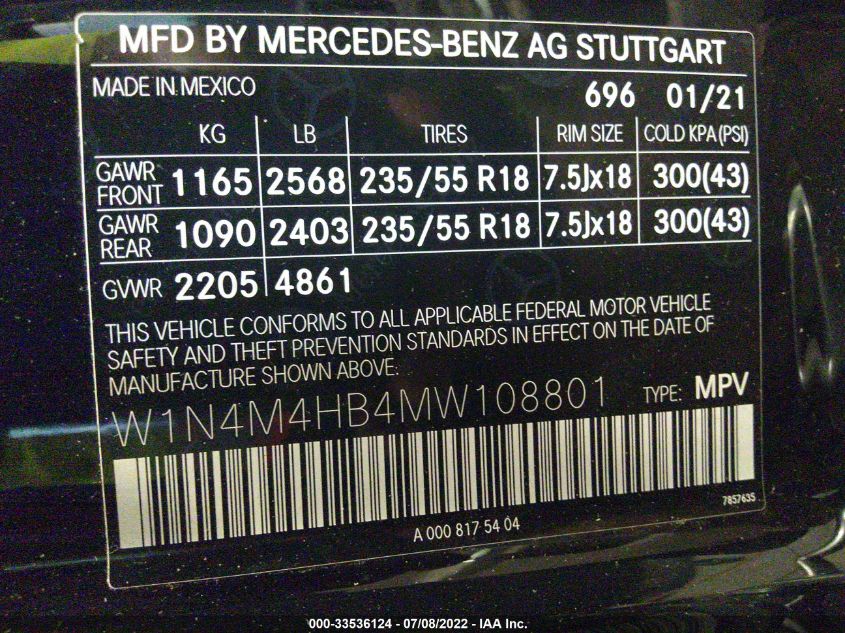 MFD BY MERCEDES-BENZ AG STUTTGART
MADE IN MEXICO 696 01/21
KG LB TIRES RIM SIZE COLD KPA (PSI)
GAWR FRONT 1165 2568 235/55 R18 7.5Jx18 300(43)
GAWR REAR 1090 2403 235/55 R18 7.5Jx18 300(43)
GVWR 2205 4861
THIS VEHICLE CONFORMS TO ALL APPLICABLE FEDERAL MOTOR VEHICLE
SAFETY AND THEFT PREVENTION STANDARDS IN EFFECT ON THE DATE OF
MANUFACTURE SHOWN ABOVE.
W1N4M4HB4MW108801 TYPE: MPV
7857635
A 000 817 54 04
000-33536124 - 07/08/2022 - IAA Inc.